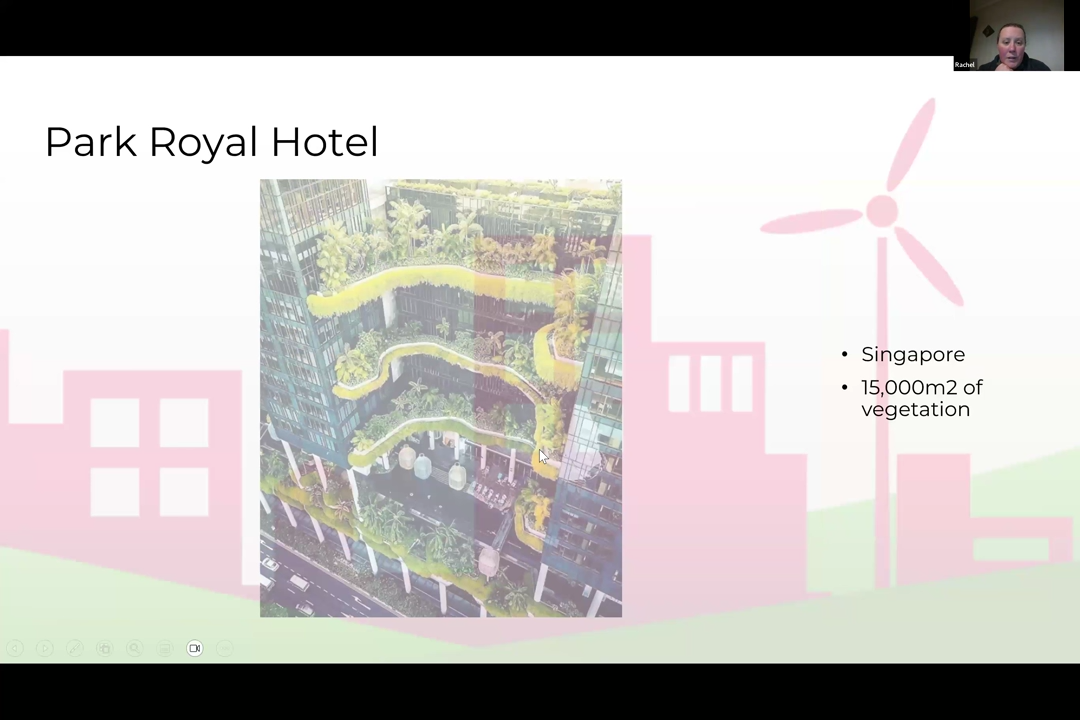 Rachel
Park Royal Hotel
• Singapore
• 15,000m2 of
vegetation